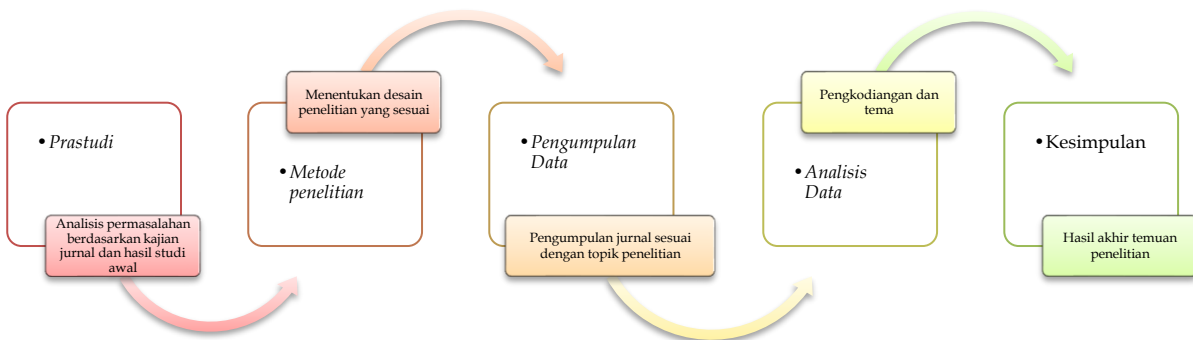 • Prastudi
Analisis permasalahan
berdasarkan kajian
jurnal dan hasil studi
awal
Menentukan desain
penelitian yang sesuai
• Metode
penelitian
• Pengumpulan
Data
Pengumpulan jurnal sesuai
dengan topik penelitian
Pengkodiangan dan
tema
• Analisis
Data
• Kesimpulan
Hasil akhir temuan
penelitian